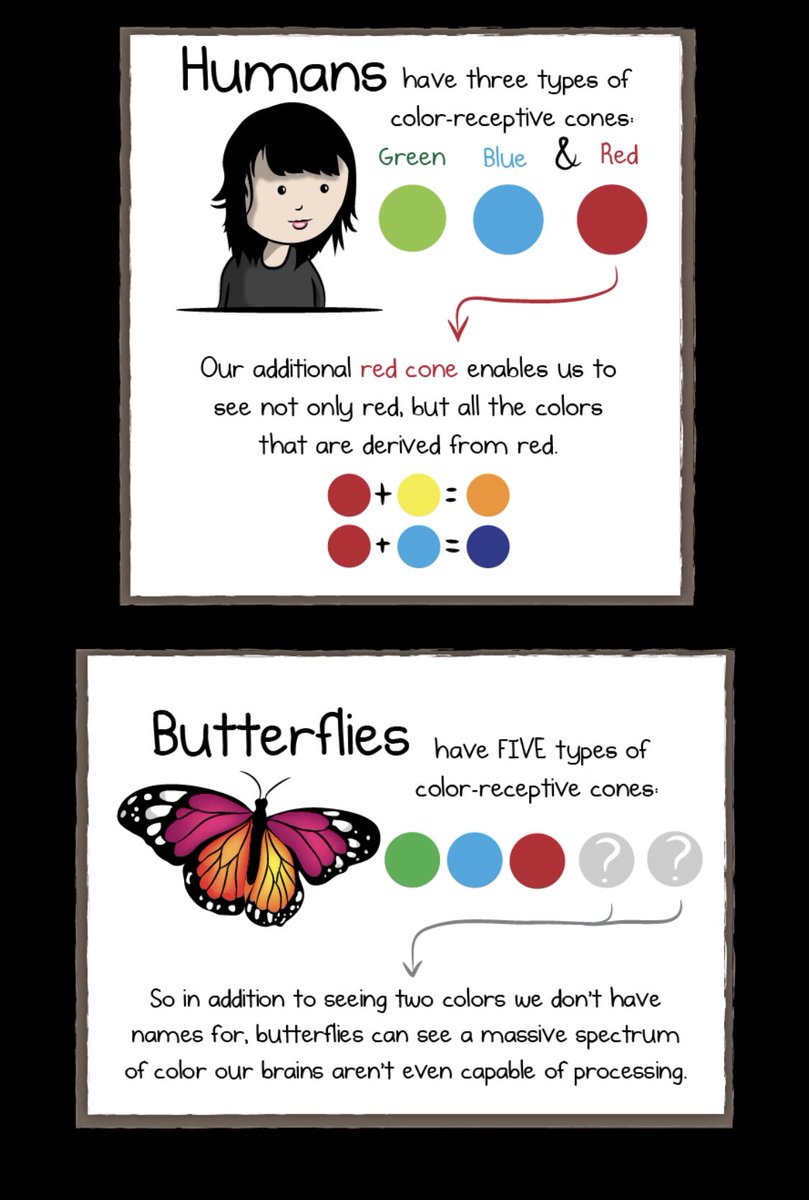 Humans have three types of
color-receptive cones:
Green Blue & Red
Our additional red cone enables us to
see not only red, but all the colors
that are derived from red.
+ =
+ =
Butterflies have FIVE types of
color-receptive cones:
? ?
So in addition to seeing two colors we don't have
names for, butterflies can see a massive spectrum
of color our brains aren't even capable of processing.